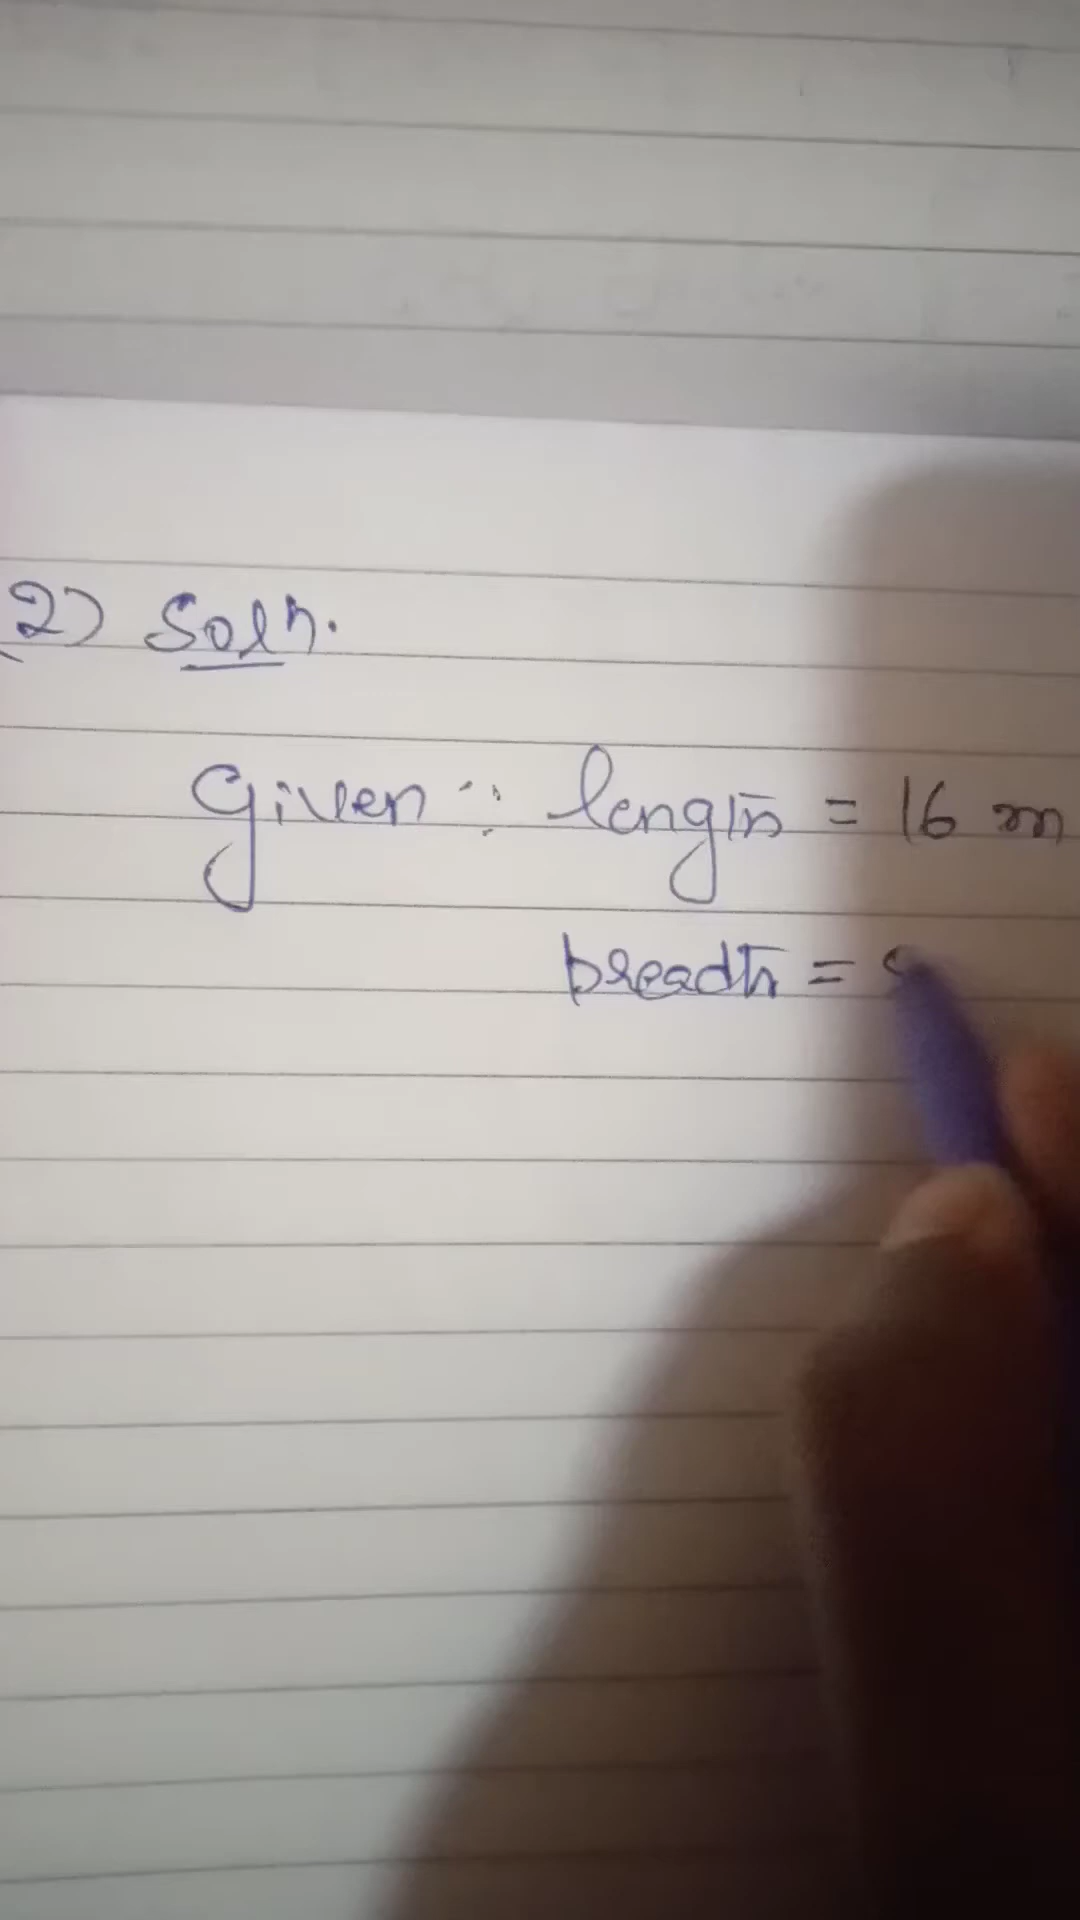 2) Soln.
Given : length = 16 m
breadth =